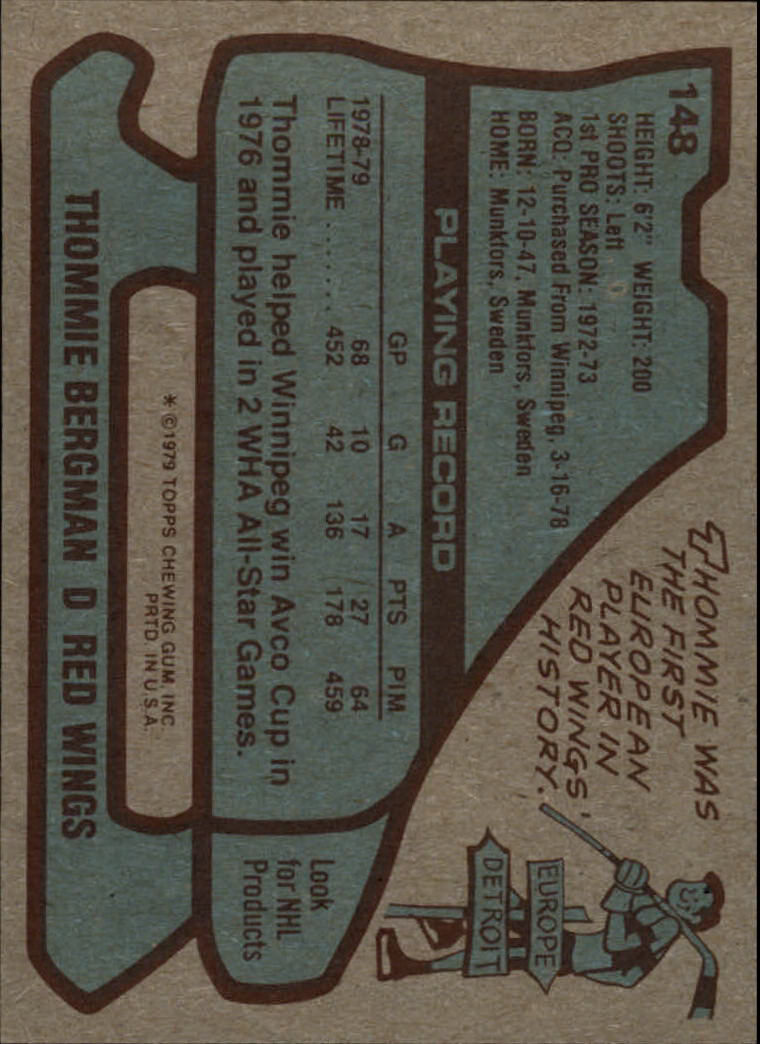 148
HEIGHT: 6'2" WEIGHT: 200
SHOOTS: Left
1st PRO SEASON: 1972-73
ACQ: Purchased From Winnipeg, 3-16-78
BORN: 12-10-47, Munkfors, Sweden
HOME: Munkfors, Sweden
THOMMIE WAS
THE FIRST
EUROPEAN
PLAYER IN
RED WINGS'
HISTORY.
EUROPE
DETROIT
PLAYING RECORD
GP G A PTS PIM
1978-79 68 10 17 27 64
LIFETIME ....... 452 42 136 178 459
Thommie helped Winnipeg win Avco Cup in
1976 and played in 2 WHA All-Star Games.
Look
for NHL
Products
* ©1979 TOPPS CHEWING GUM, INC.
PRTD. IN U.S.A.
THOMMIE BERGMAN D RED WINGS